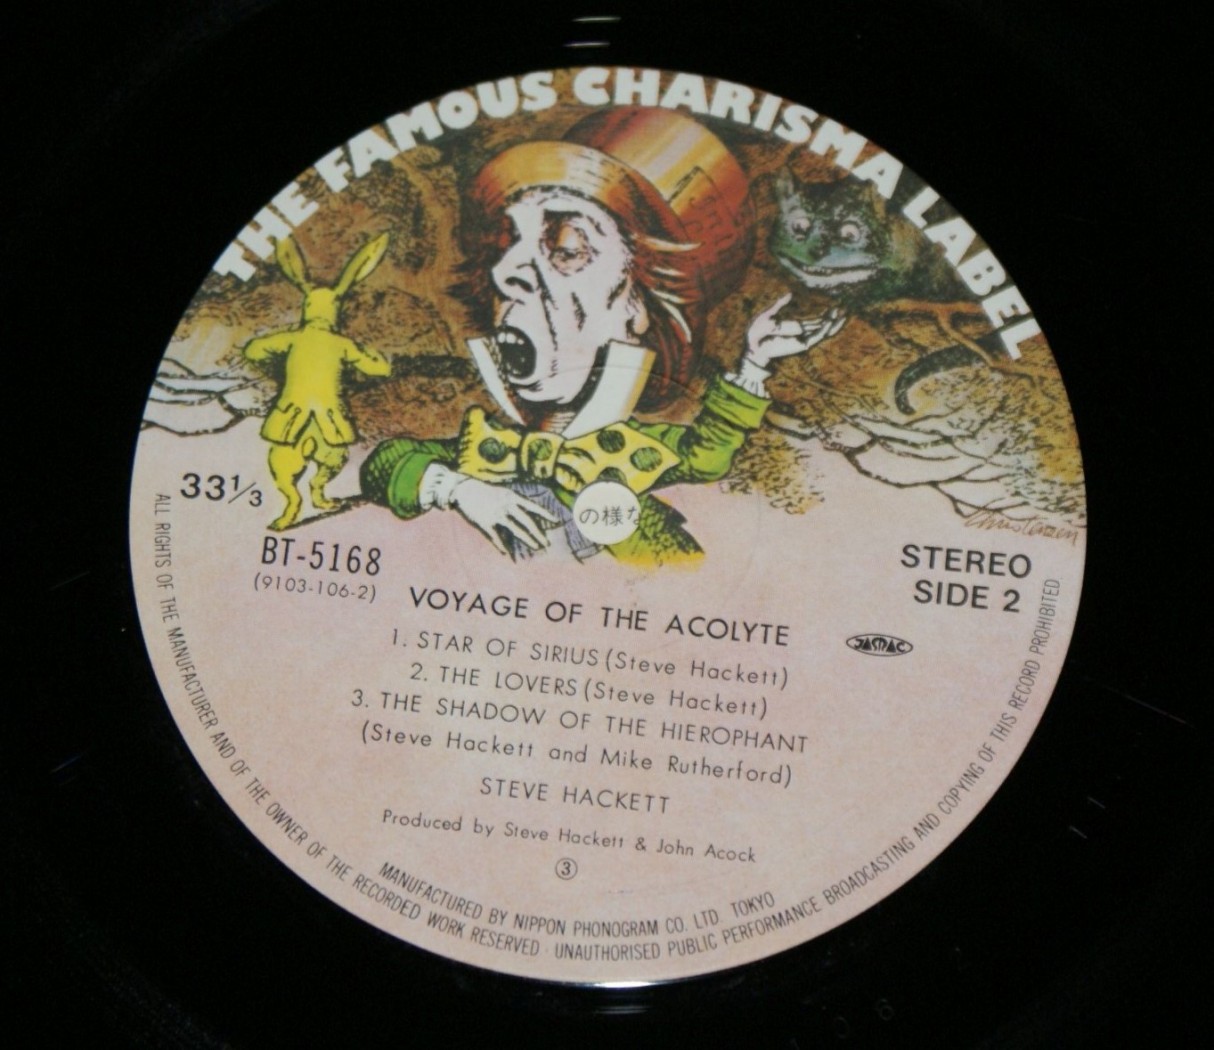 THE FAMOUS CHARISMA LABEL
33⅓
の様な
Christensen
BT-5168
(9103-106-2)
STEREO
SIDE 2
VOYAGE OF THE ACOLYTE
JASRAC
1. STAR OF SIRIUS (Steve Hackett)
2. THE LOVERS (Steve Hackett)
3. THE SHADOW OF THE HIEROPHANT
(Steve Hackett and Mike Rutherford)
STEVE HACKETT
Produced by Steve Hackett & John Acock
③
MANUFACTURED BY NIPPON PHONOGRAM CO. LTD. TOKYO
ALL RIGHTS OF THE MANUFACTURER AND OF THE OWNER OF THE RECORDED WORK RESERVED · UNAUTHORISED PUBLIC PERFORMANCE BROADCASTING AND COPYING OF THIS RECORD PROHIBITED.